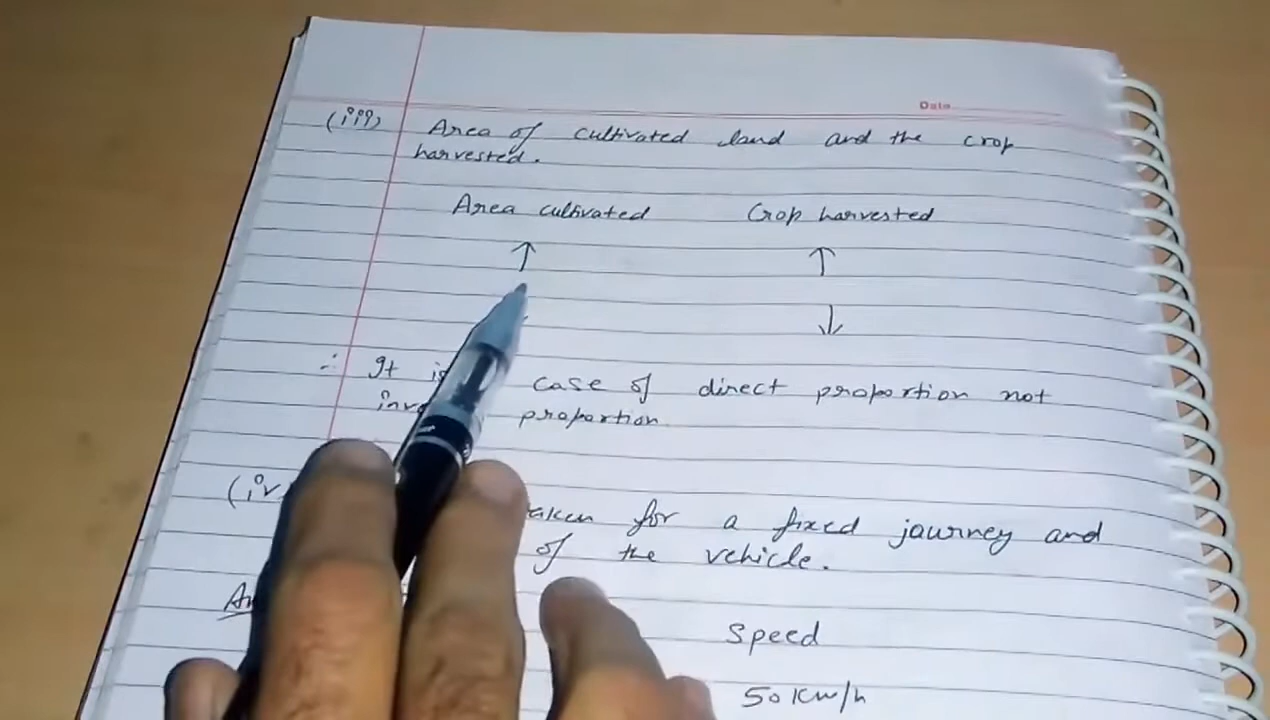 Date
(iii) Area of cultivated land and the crop
harvested.
Area cultivated Crop harvested
↑ ↑
↓
∴ It is case of direct proportion not
proportion
(iv) for a fixed journey and
of the vehicle.
Speed
50 km/h